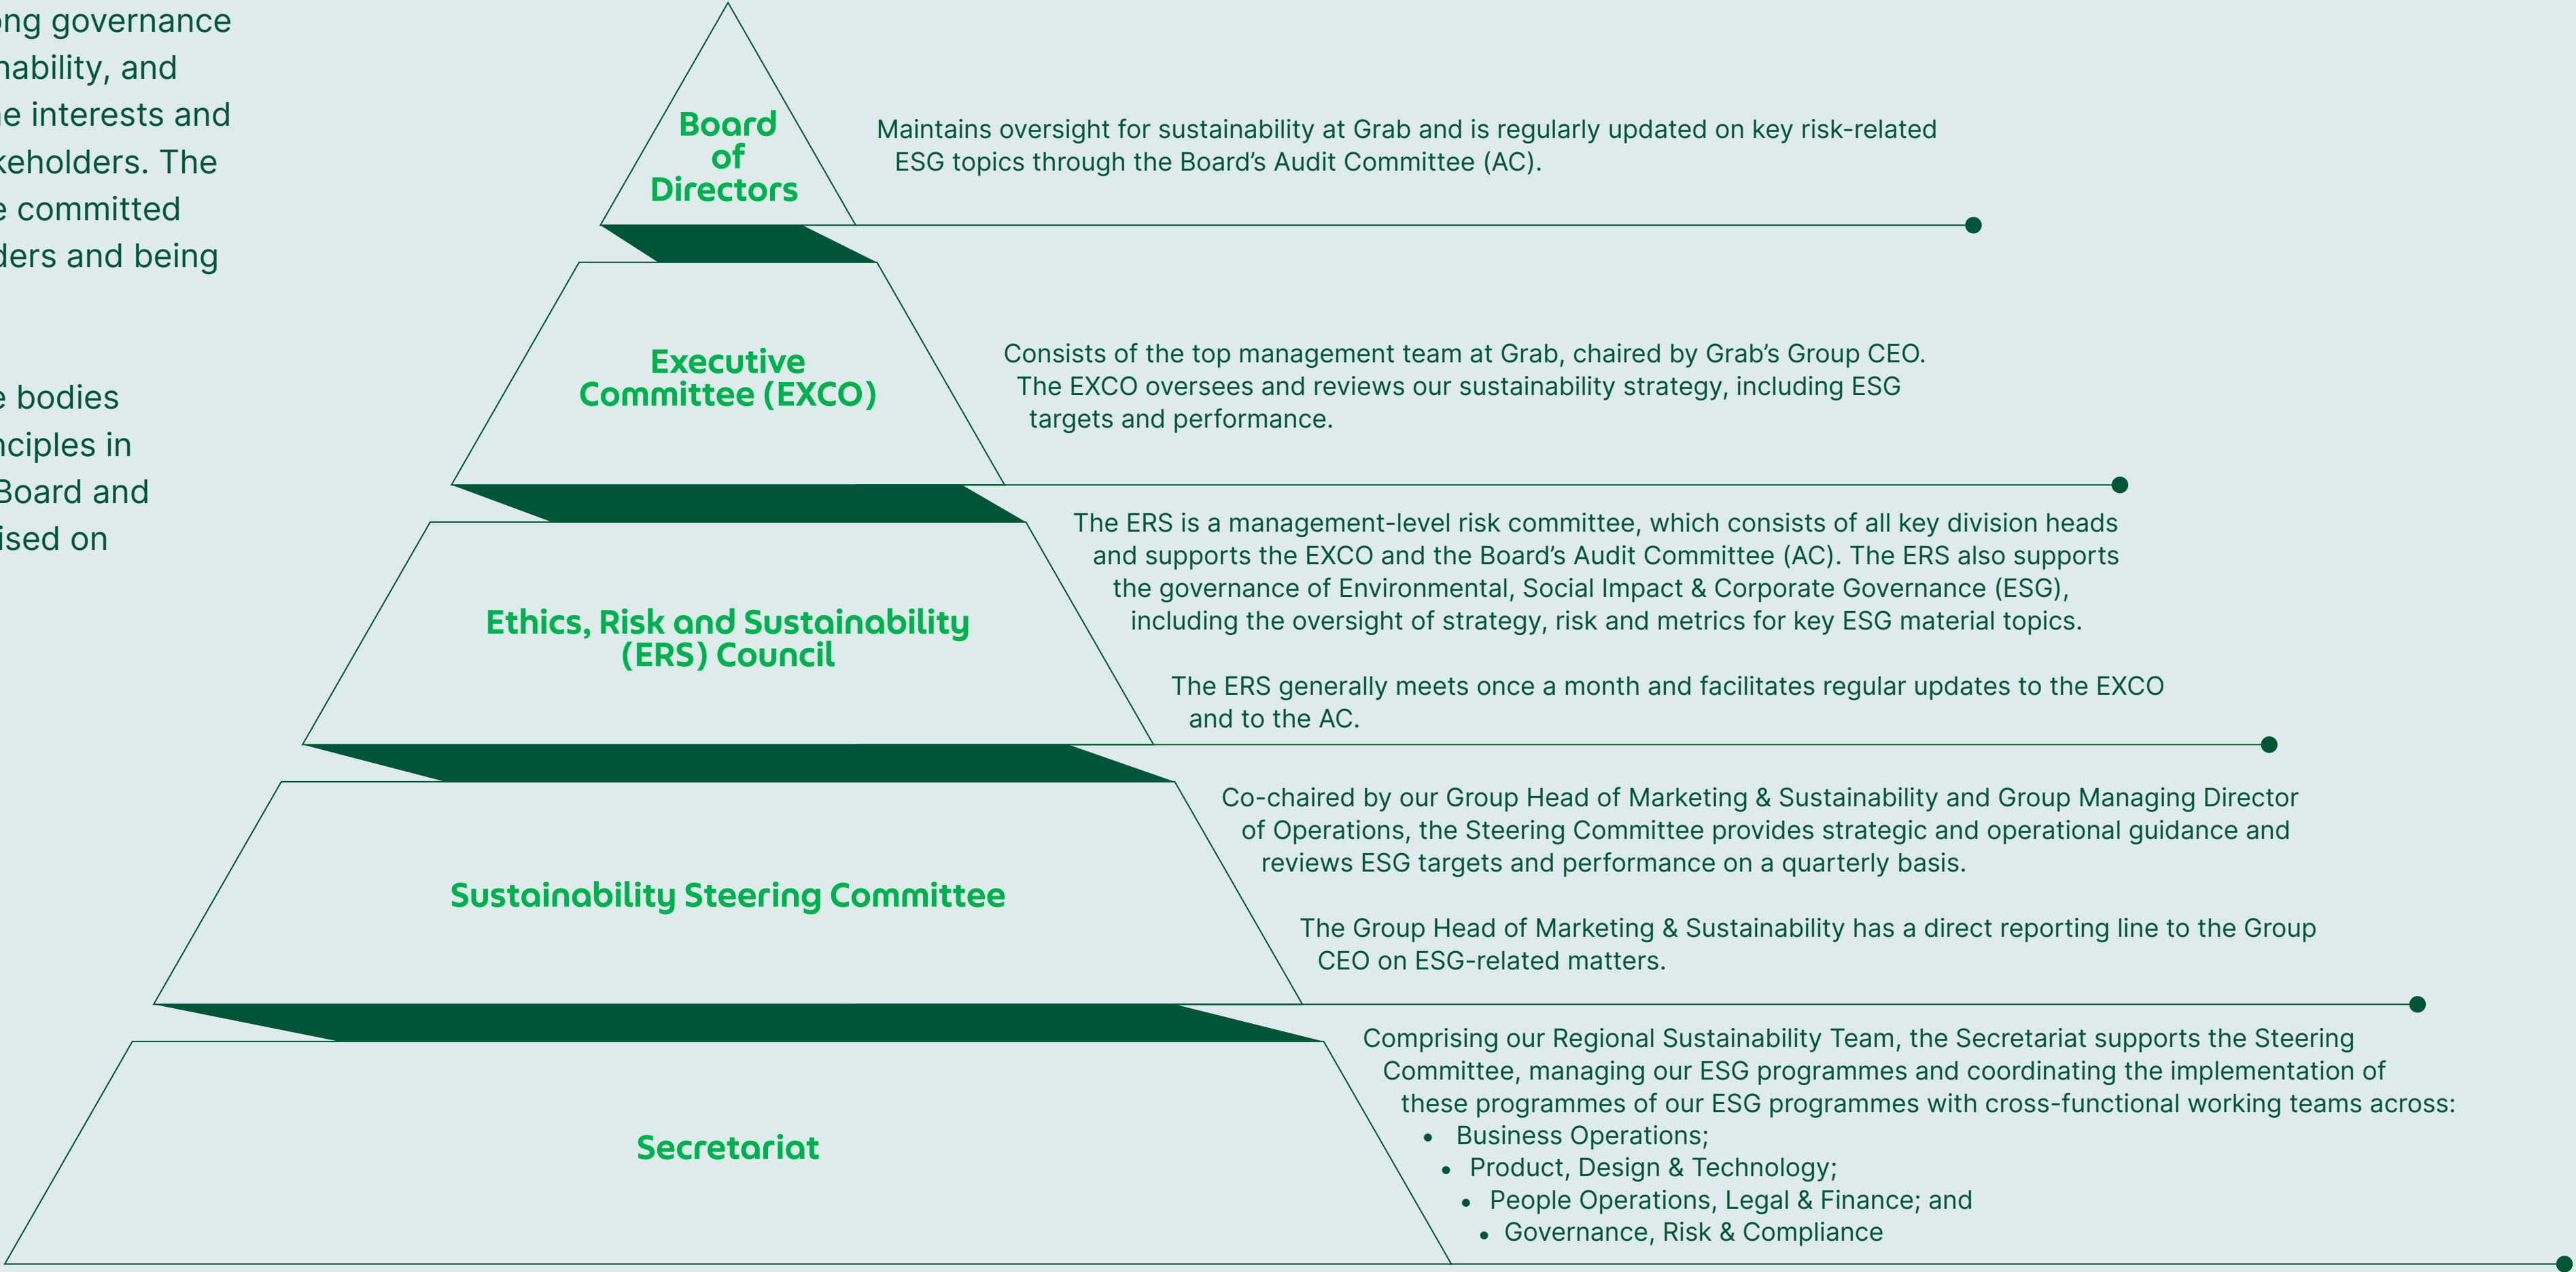 ong governance
nability, and
e interests and
keholders. The
e committed
ders and being
e bodies
nciples in
Board and
ised on
Board
of
Directors
Maintains oversight for sustainability at Grab and is regularly updated on key risk-related
ESG topics through the Board's Audit Committee (AC).
Executive
Committee (EXCO)
Consists of the top management team at Grab, chaired by Grab's Group CEO.
The EXCO oversees and reviews our sustainability strategy, including ESG
targets and performance.
Ethics, Risk and Sustainability
(ERS) Council
The ERS is a management-level risk committee, which consists of all key division heads
and supports the EXCO and the Board's Audit Committee (AC). The ERS also supports
the governance of Environmental, Social Impact & Corporate Governance (ESG),
including the oversight of strategy, risk and metrics for key ESG material topics.
The ERS generally meets once a month and facilitates regular updates to the EXCO
and to the AC.
Sustainability Steering Committee
Co-chaired by our Group Head of Marketing & Sustainability and Group Managing Director
of Operations, the Steering Committee provides strategic and operational guidance and
reviews ESG targets and performance on a quarterly basis.
The Group Head of Marketing & Sustainability has a direct reporting line to the Group
CEO on ESG-related matters.
Secretariat
Comprising our Regional Sustainability Team, the Secretariat supports the Steering
Committee, managing our ESG programmes and coordinating the implementation of
these programmes of our ESG programmes with cross-functional working teams across:
• Business Operations;
• Product, Design & Technology;
• People Operations, Legal & Finance; and
• Governance, Risk & Compliance